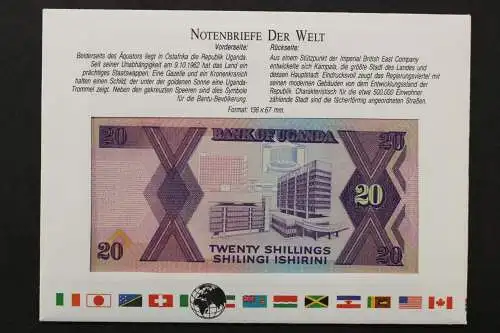 NOTENBRIEFE DER WELT
Vorderseite:
Beiderseits des Äquators liegt in Ostafrika die Republik Uganda.
Seit seiner Unabhängigkeit am 9.10.1962 hat das Land ein
prächtiges Staatswappen: Eine Gazelle und ein Kronenkranich
halten einen Schild, der unter der goldenen Sonne eine Uganda-
Trommel zeigt. Neben den gekreuzten Speeren sind dies Symbole
für die Bantu-Bevölkerung.
Rückseite:
Aus einem Stützpunkt der Imperial British East Company
entwickelte sich Kampala, die größte Stadt des Landes und
dessen Hauptstadt. Eindrucksvoll zeugt das Regierungsviertel mit
seinen modernen Gebäuden von dem Entwicklungsstand der
Republik. Charakteristisch für die etwa 500.000 Einwohner
zählende Stadt sind die fächerförmig angeordneten Straßen.
Format: 136 x 67 mm.
BANK OF UGANDA
20
20
20
20
20
TWENTY SHILLINGS
SHILINGI ISHIRINI